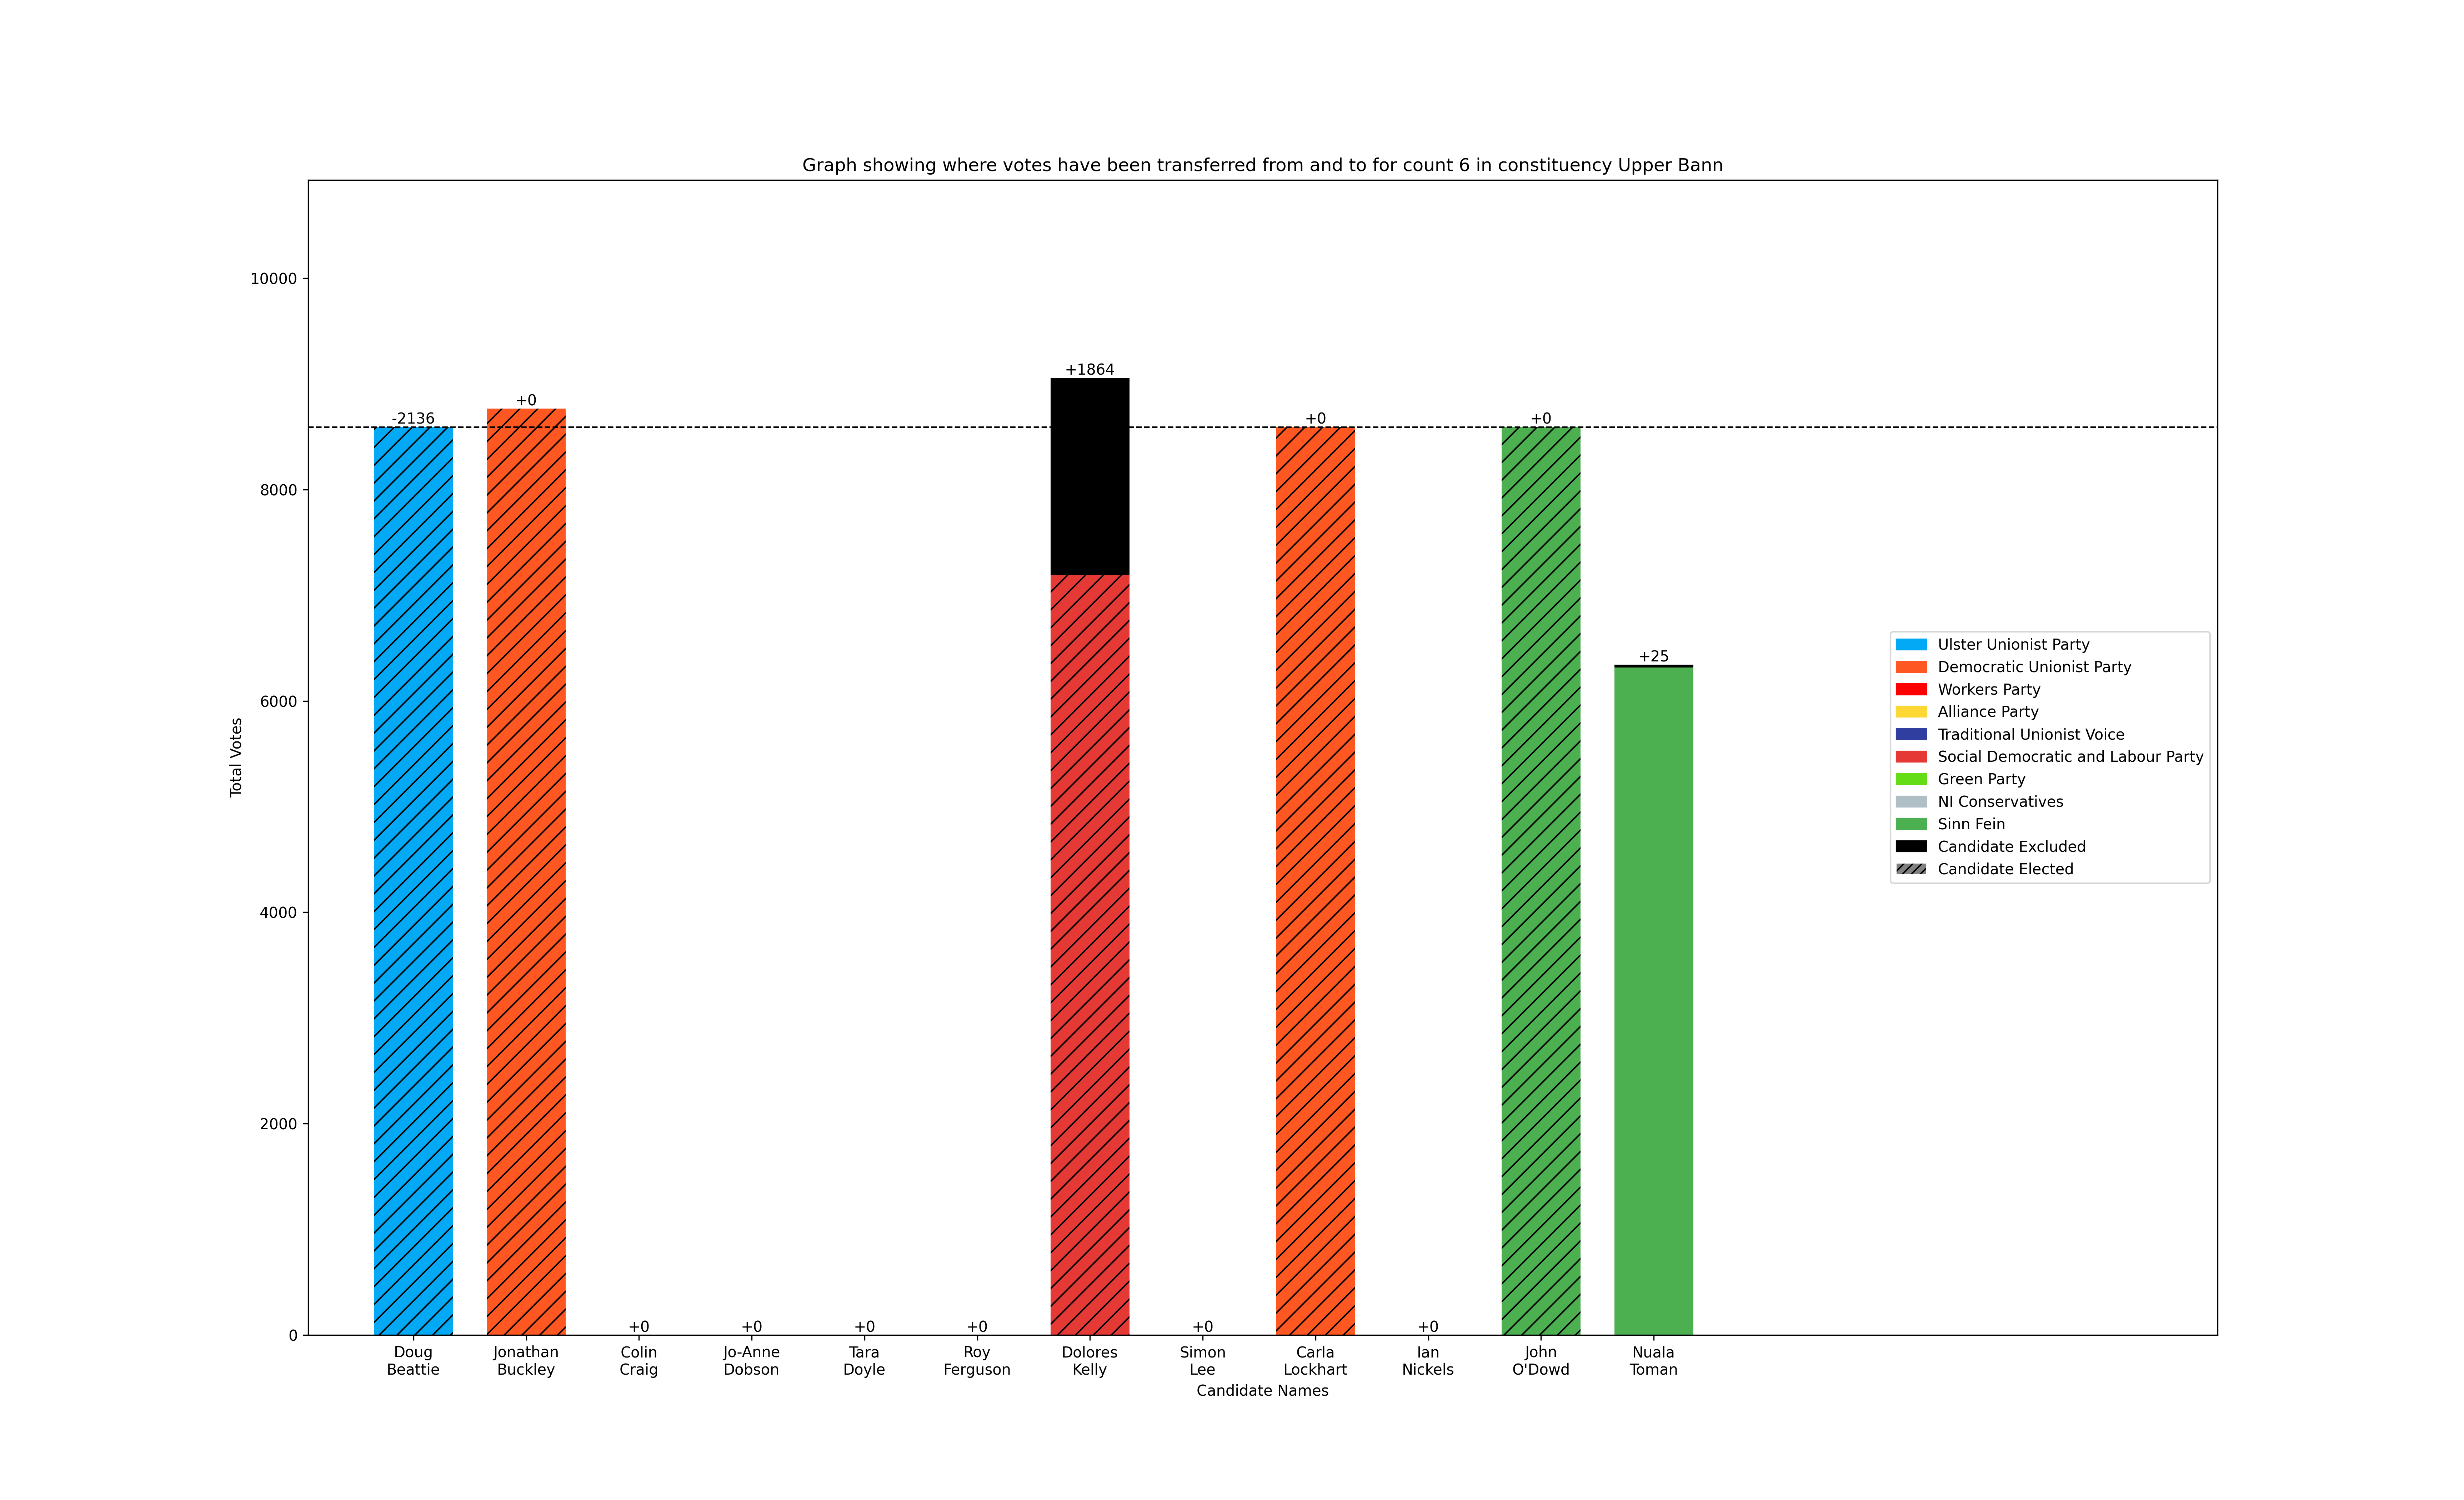 Graph showing where votes have been transferred from and to for count 6 in constituency Upper Bann
Total Votes
10000
8000
6000
4000
2000
0
-2136
+0
+0
+0
+0
+0
+1864
+0
+0
+0
+0
+25
Doug
Beattie
Jonathan
Buckley
Colin
Craig
Jo-Anne
Dobson
Tara
Doyle
Roy
Ferguson
Dolores
Kelly
Simon
Lee
Carla
Lockhart
Ian
Nickels
John
O'Dowd
Nuala
Toman
Candidate Names
Ulster Unionist Party
Democratic Unionist Party
Workers Party
Alliance Party
Traditional Unionist Voice
Social Democratic and Labour Party
Green Party
NI Conservatives
Sinn Fein
Candidate Excluded
Candidate Elected